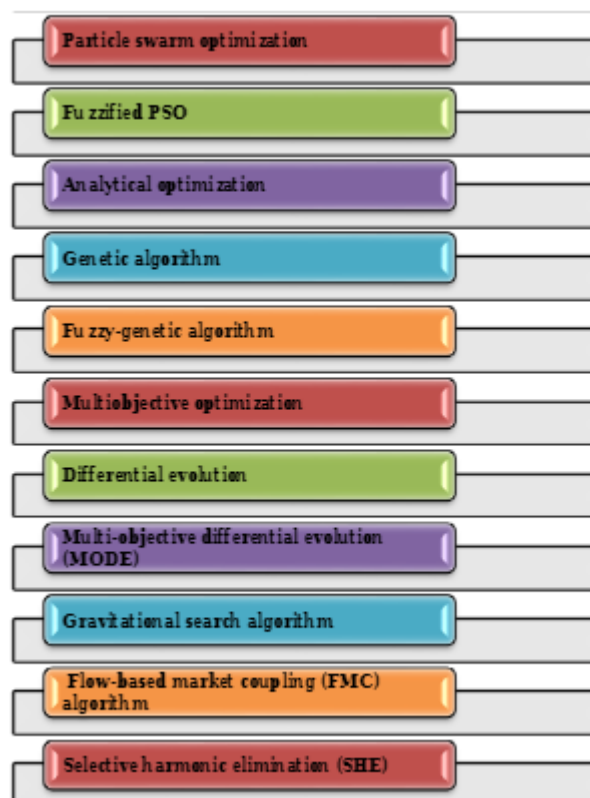 Particle swarm optimization
Fuzzified PSO
Analytical optimization
Genetic algorithm
Fuzzy-genetic algorithm
Multiobjective optimization
Differential evolution
Multi-objective differential evolution
(MODE)
Gravitational search algorithm
Flow-based market coupling (FMC)
algorithm
Selective harmonic elimination (SHE)